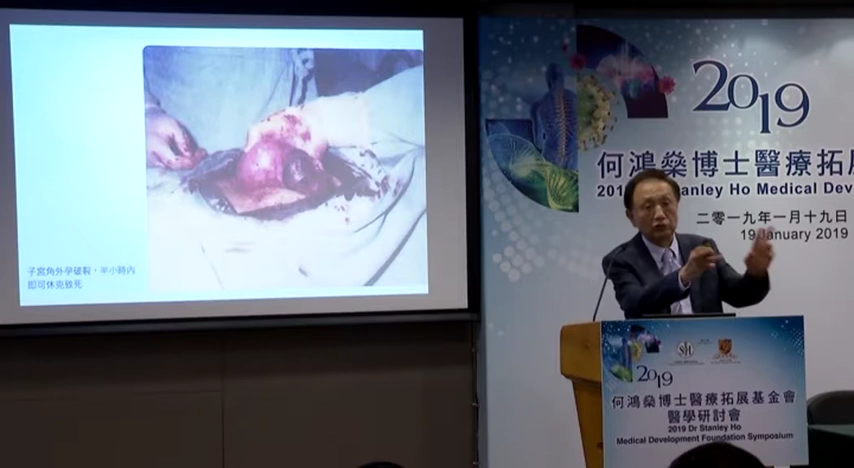 子宮角外孕破裂，半小時內
即可休克致死
2019
何鴻燊博士醫療拓展
Stanley Ho Medical Deve
二零一九年一月十九日
19 January 2019
2019
何鴻燊博士醫療拓展基金會
醫學研討會
2019 Dr Stanley Ho
Medical Development Foundation Symposium